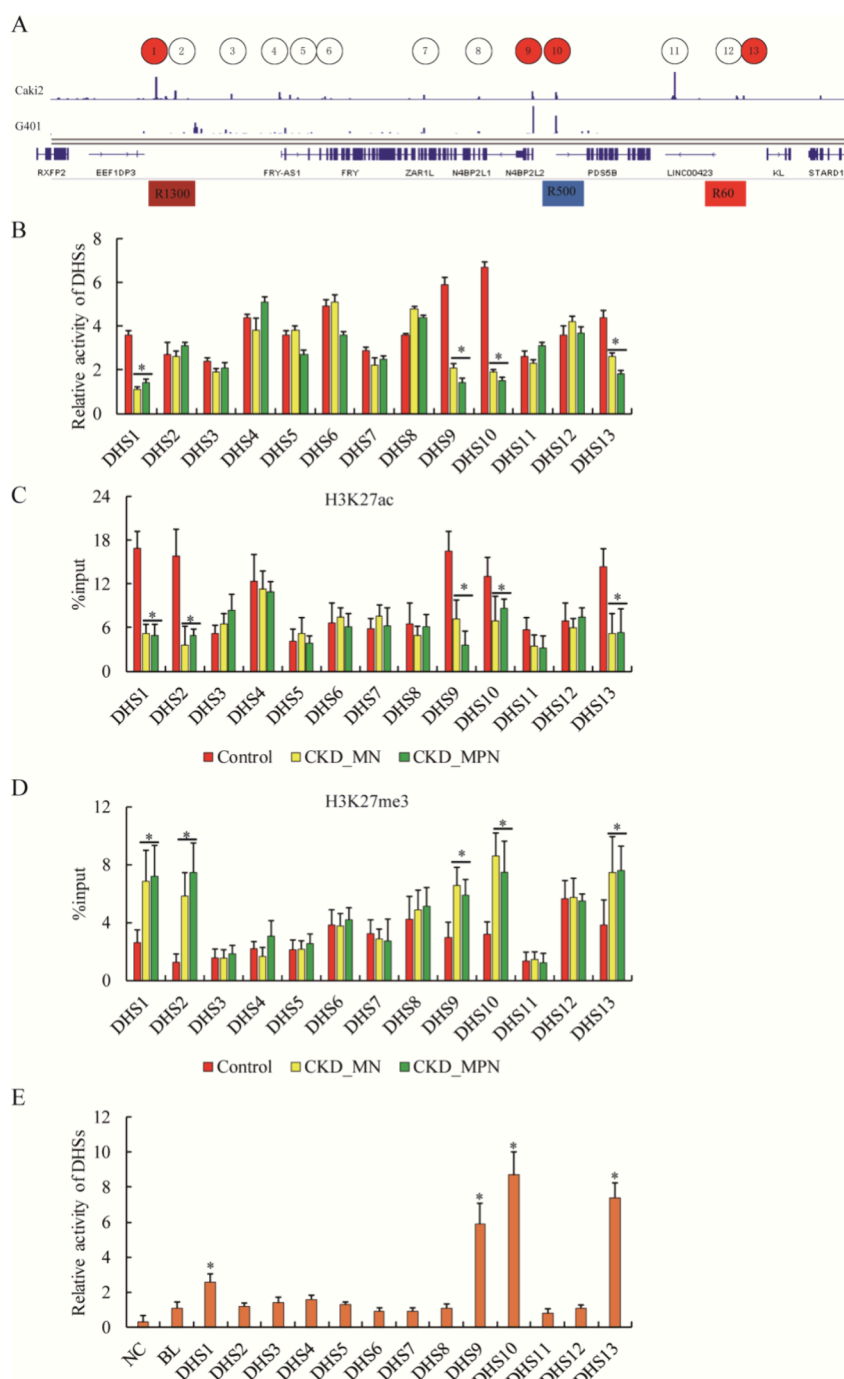 A
1 2 3 4 5 6 7 8 9 10 11 12 13
Caki2
G401
RXFP2 EEF1DP3 FRY-AS1 FRY ZAR1L N4BP2L1 N4BP2L2 PDS5B LINC00423 KL STARD1
R1300 R500 R60
B
Relative activity of DHSs
8
6
4
2
0
* * * *
DHS1 DHS2 DHS3 DHS4 DHS5 DHS6 DHS7 DHS8 DHS9 DHS10 DHS11 DHS12 DHS13
C
H3K27ac
%input
24
18
12
6
0
* * * * *
DHS1 DHS2 DHS3 DHS4 DHS5 DHS6 DHS7 DHS8 DHS9 DHS10 DHS11 DHS12 DHS13
Control CKD_MN CKD_MPN
D
H3K27me3
%input
12
8
4
0
* * * * *
DHS1 DHS2 DHS3 DHS4 DHS5 DHS6 DHS7 DHS8 DHS9 DHS10 DHS11 DHS12 DHS13
Control CKD_MN CKD_MPN
E
Relative activity of DHSs
12
10
8
6
4
2
0
* * * *
NC BL DHS1 DHS2 DHS3 DHS4 DHS5 DHS6 DHS7 DHS8 DHS9 DHS10 DHS11 DHS12 DHS13